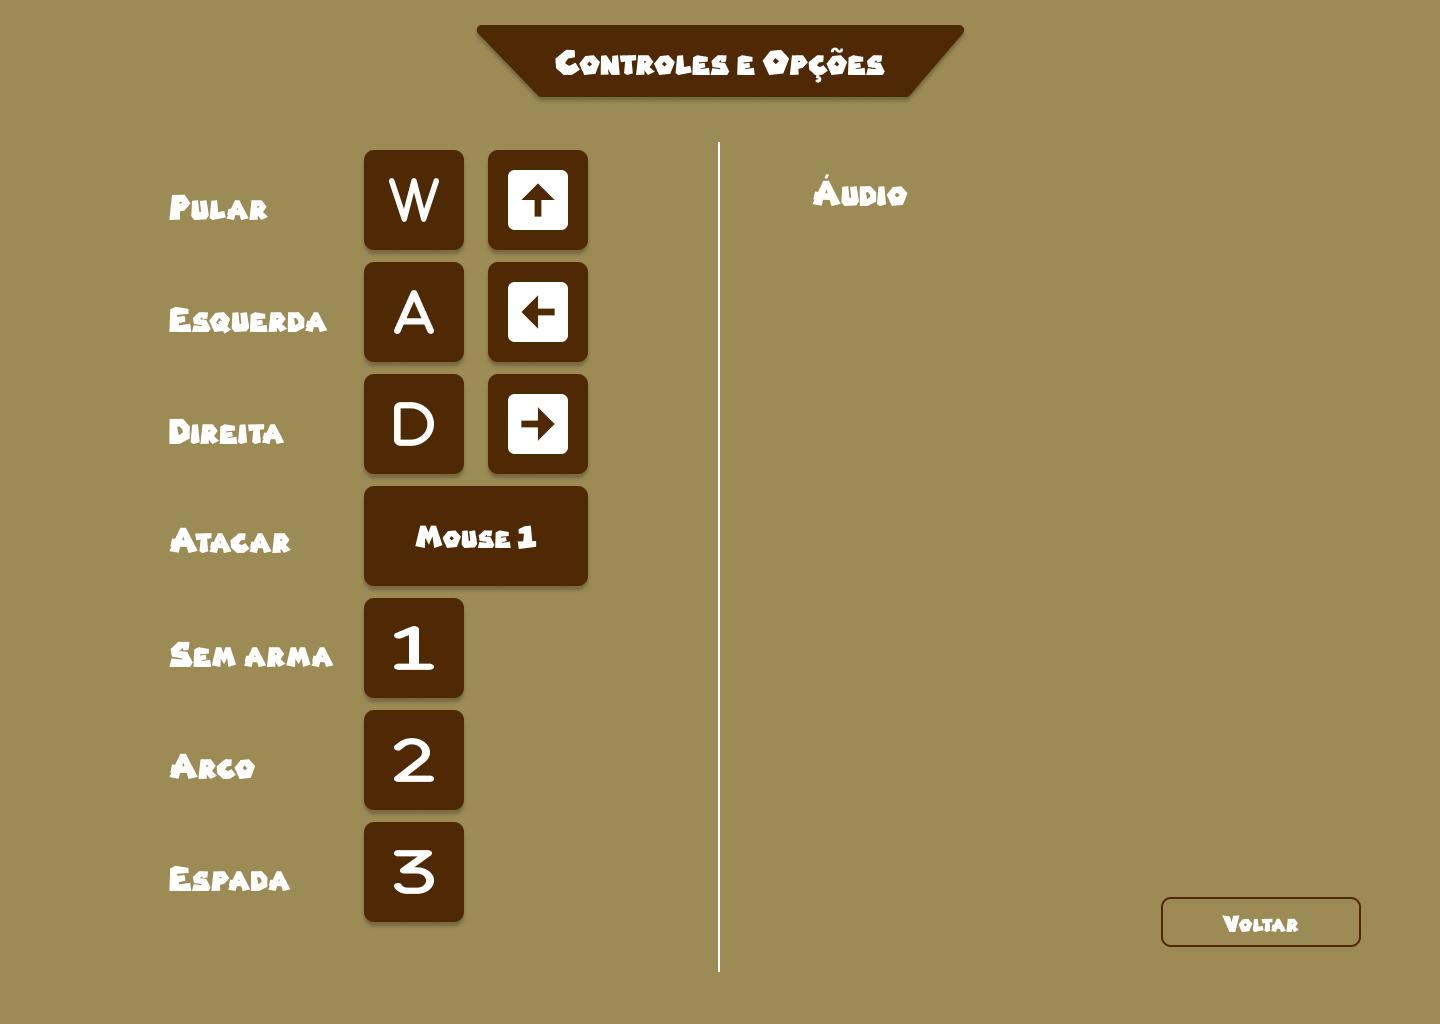 Controles e Opções
Pular W
Esquerda A
Direita D
Atacar Mouse 1
Sem arma 1
Arco 2
Espada 3
Áudio
Voltar